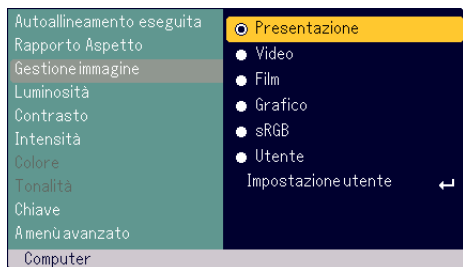 Autoallineamento eseguita
Rapporto Aspetto
Gestione immagine
Luminosità
Contrasto
Intensità
Colore
Tonalità
Chiave
A menù avanzato
Presentazione
Video
Film
Grafico
sRGB
Utente
Impostazione utente
Computer